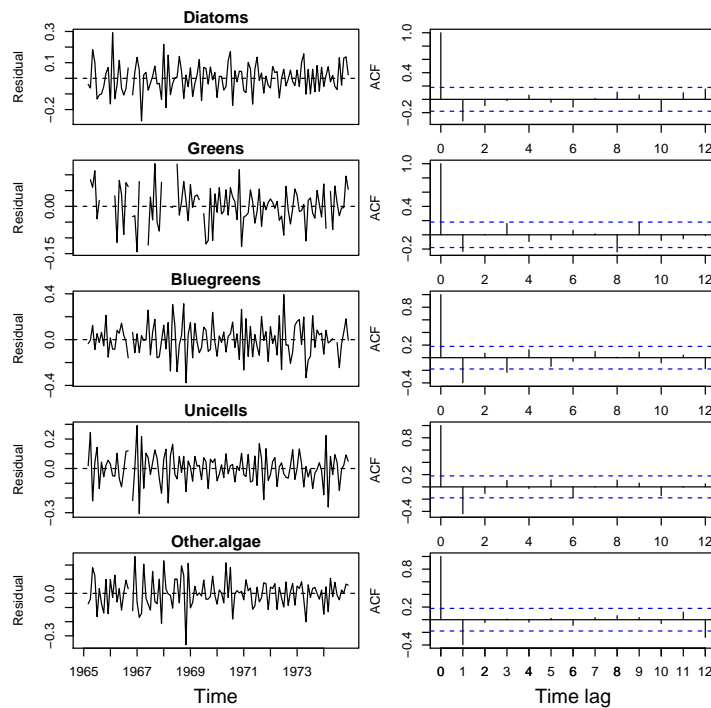 Diatoms
Residual
0.3
0.1
−0.2
ACF
1.0
0.4
−0.2
0 2 4 6 8 10 12
Greens
Residual
0.00
−0.15
ACF
1.0
0.4
−0.2
0 2 4 6 8 10 12
Bluegreens
Residual
0.4
0.0
−0.4
ACF
0.8
0.2
−0.4
0 2 4 6 8 10 12
Unicells
Residual
0.2
0.0
−0.3
ACF
0.8
0.2
−0.4
0 2 4 6 8 10 12
Other.algae
Residual
0.0
−0.3
ACF
0.8
0.2
−0.4
1965 1967 1969 1971 1973
0 1 2 3 4 5 6 7 8 9 10 11 12
Time
Time lag